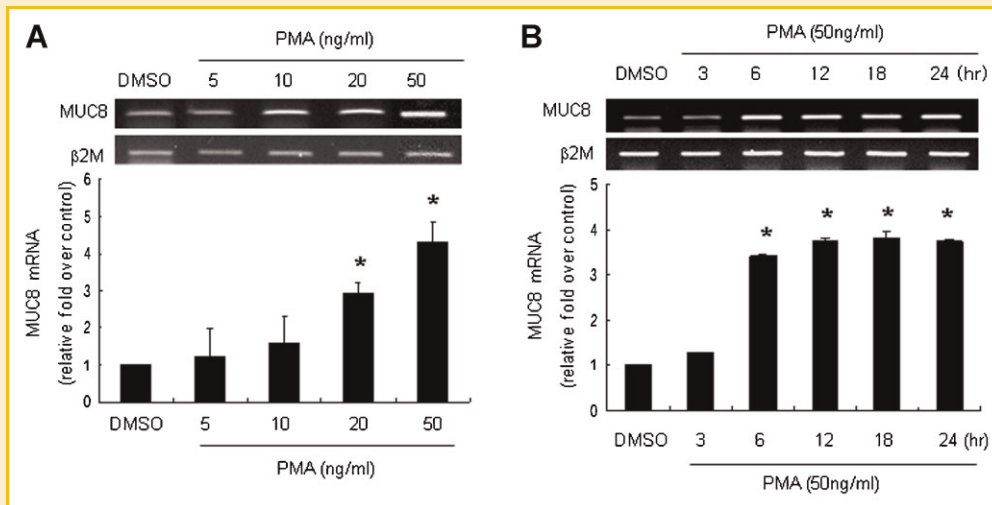 A
PMA (ng/ml)
DMSO 5 10 20 50
MUC8
β2M
MUC8 mRNA
(relative fold over control)
6
5
4
3
2
1
0
* *
DMSO 5 10 20 50
PMA (ng/ml)
B
PMA (50ng/ml)
DMSO 3 6 12 18 24 (hr)
MUC8
β2M
MUC8 mRNA
(relative fold over control)
5
4
3
2
1
0
* * * *
DMSO 3 6 12 18 24 (hr)
PMA (50ng/ml)